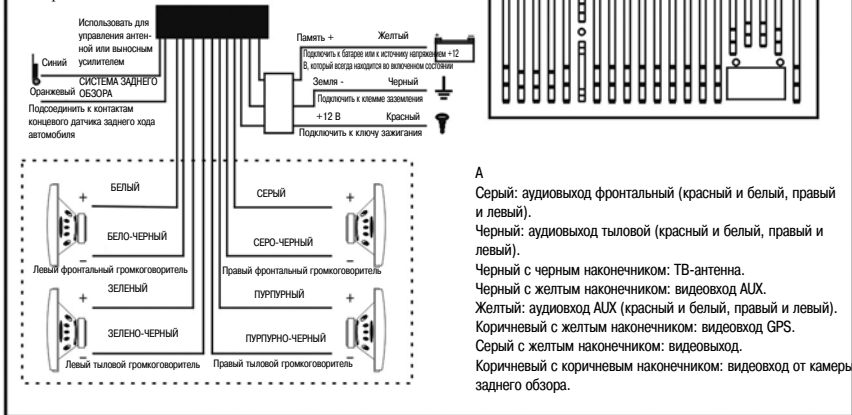 Использовать для
управления антен-
ной или выносным
усилителем
Синий
СИСТЕМА ЗАДНЕГО
ОБЗОРА
Оранжевый
Подсоединить к контактам
концевого датчика заднего хода
автомобиля
Память +
Желтый
Подключить к батарее или к источнику напряжением +12
В, который всегда находится во включенном состоянии
Земля -
Черный
Подключить к клемме заземления
+12 В
Красный
Подключить к ключу зажигания
+
БЕЛЫЙ
БЕЛО-ЧЕРНЫЙ
−
Левый фронтальный громкоговоритель
СЕРЫЙ
+
СЕРО-ЧЕРНЫЙ
−
Правый фронтальный громкоговоритель
+
ЗЕЛЕНЫЙ
ЗЕЛЕНО-ЧЕРНЫЙ
−
Левый тыловой громкоговоритель
ПУРПУРНЫЙ
+
ПУРПУРНО-ЧЕРНЫЙ
−
Правый тыловой громкоговоритель
A
Серый: аудиовыход фронтальный (красный и белый, правый
и левый).
Черный: аудиовыход тыловой (красный и белый, правый и
левый).
Черный с черным наконечником: ТВ-антенна.
Черный с желтым наконечником: видеовход AUX.
Желтый: аудиовход AUX (красный и белый, правый и левый).
Коричневый с желтым наконечником: видеовход GPS.
Серый с желтым наконечником: видеовыход.
Коричневый с коричневым наконечником: видеовход от камеры
заднего обзора.